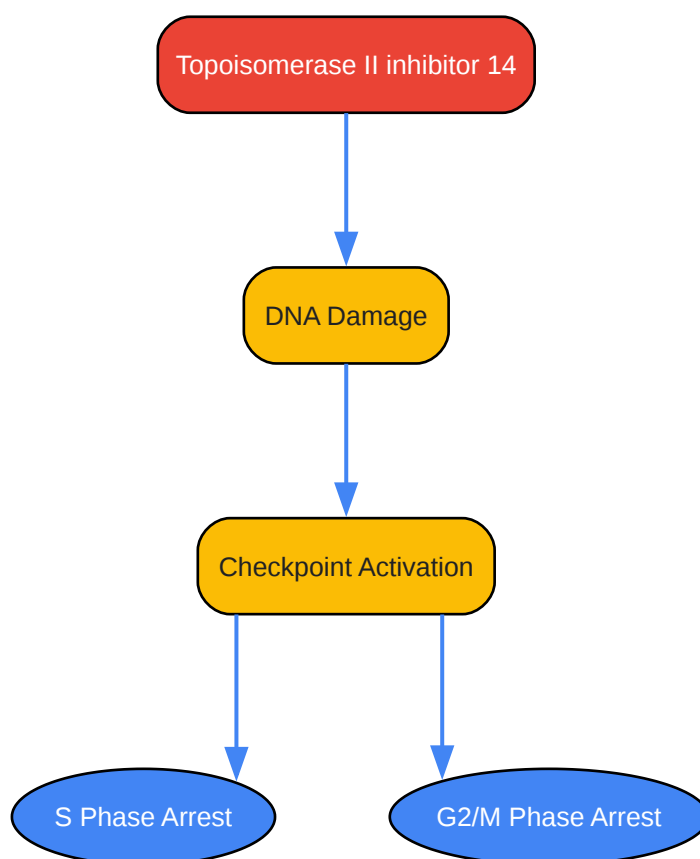 Topoisomerase II inhibitor 14
DNA Damage
Checkpoint Activation
S Phase Arrest
G2/M Phase Arrest